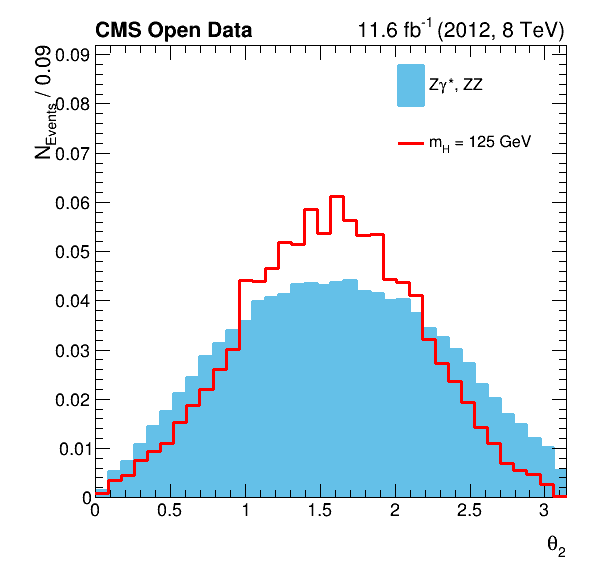 CMS Open Data 11.6 fb-1 (2012, 8 TeV)
NEvents / 0.09
0.09
0.08
0.07
0.06
0.05
0.04
0.03
0.02
0.01
0
Zγ*, ZZ
mH = 125 GeV
0 0.5 1 1.5 2 2.5 3
θ2